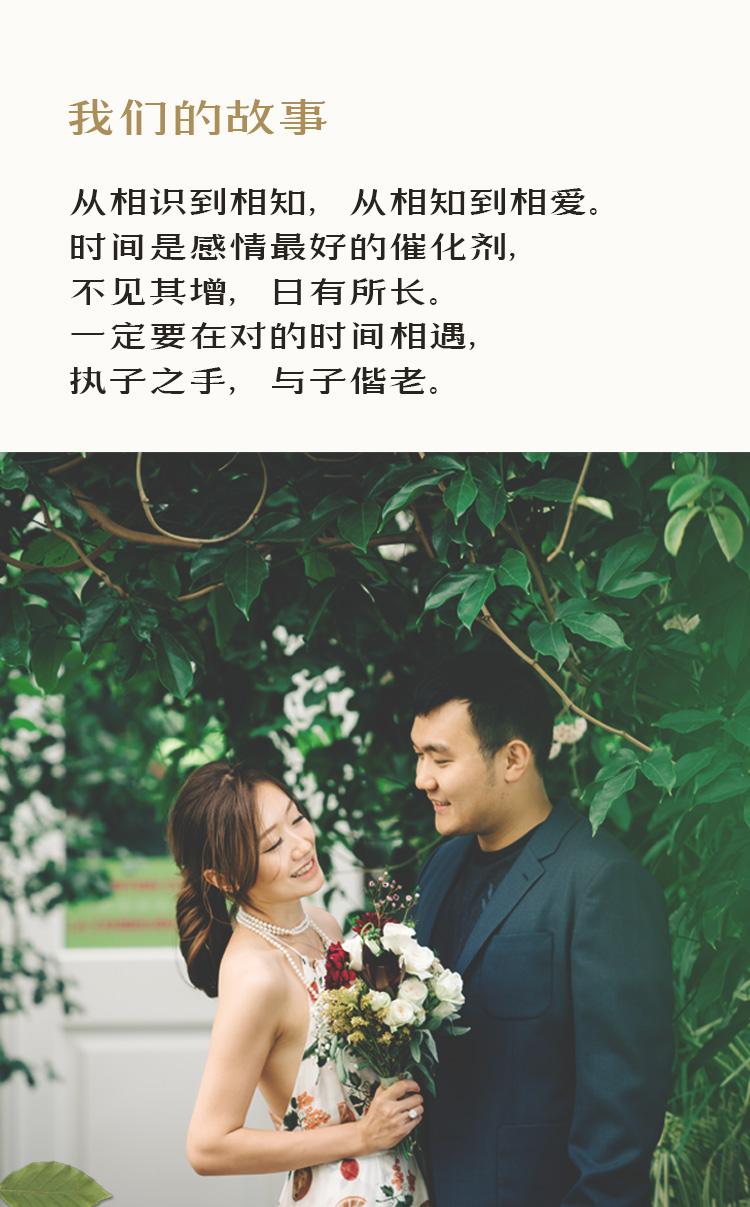 我们的故事
从相识到相知，从相知到相爱。
时间是感情最好的催化剂，
不见其增，日有所长。
一定要在对的时间相遇，
执子之手，与子偕老。